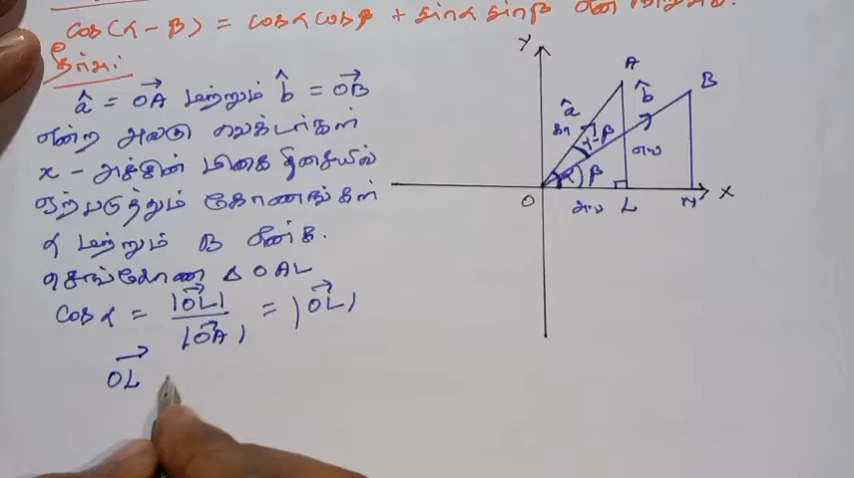 cos(α - β) = cosα cosβ + sinα sinβ என
தீர்வு:
â = OA⃗ மற்றும் b̂ = OB⃗
என்ற அலகு வெக்டர்கள்
x - அச்சின் மிகை திசையில்
ஏற்படுத்தும் கோணங்கள்
α மற்றும் β என்க.
செங்கோண Δ OAL
cos α = |OL⃗| / |OA⃗| = |OL⃗|
OL⃗
Y
A
B
â
b̂
α-β
α
β
O
L
M
X